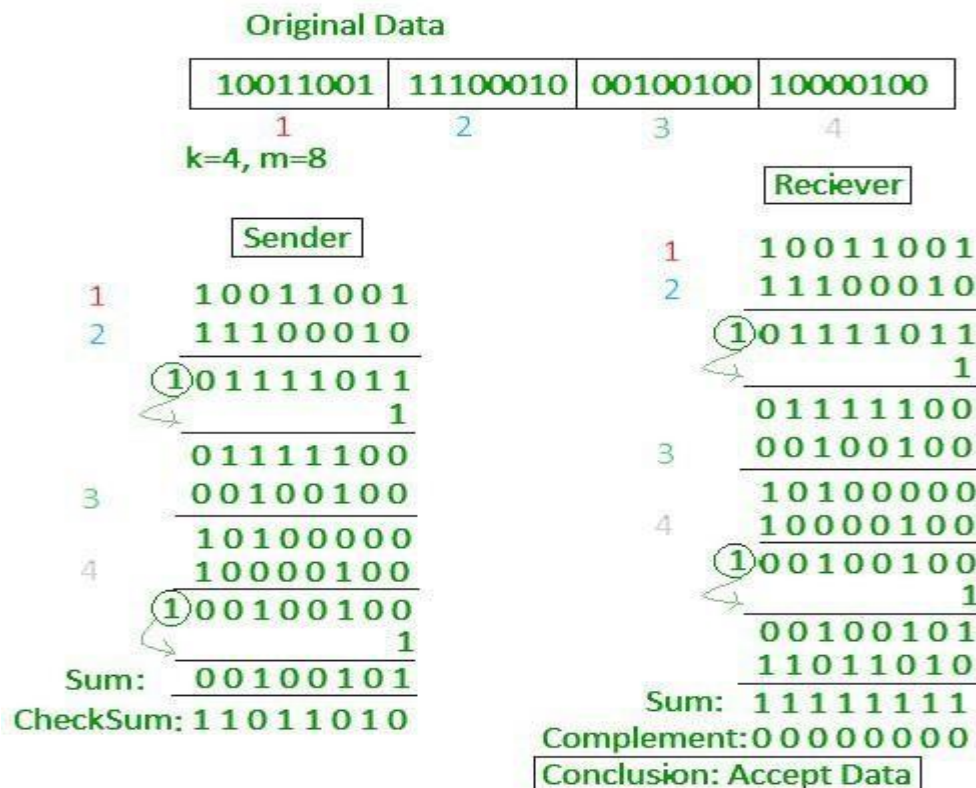 Original Data
10011001 11100010 00100100 10000100
1 2 3 4
k=4, m=8
Sender
1 10011001
2 11100010
1 01111011
1
01111100
3 00100100
10100000
4 10000100
1 00100100
1
Sum: 00100101
CheckSum: 11011010
Reciever
1 10011001
2 11100010
1 01111011
1
01111100
3 00100100
10100000
4 10000100
1 00100100
1
00100101
11011010
Sum: 11111111
Complement: 00000000
Conclusion: Accept Data